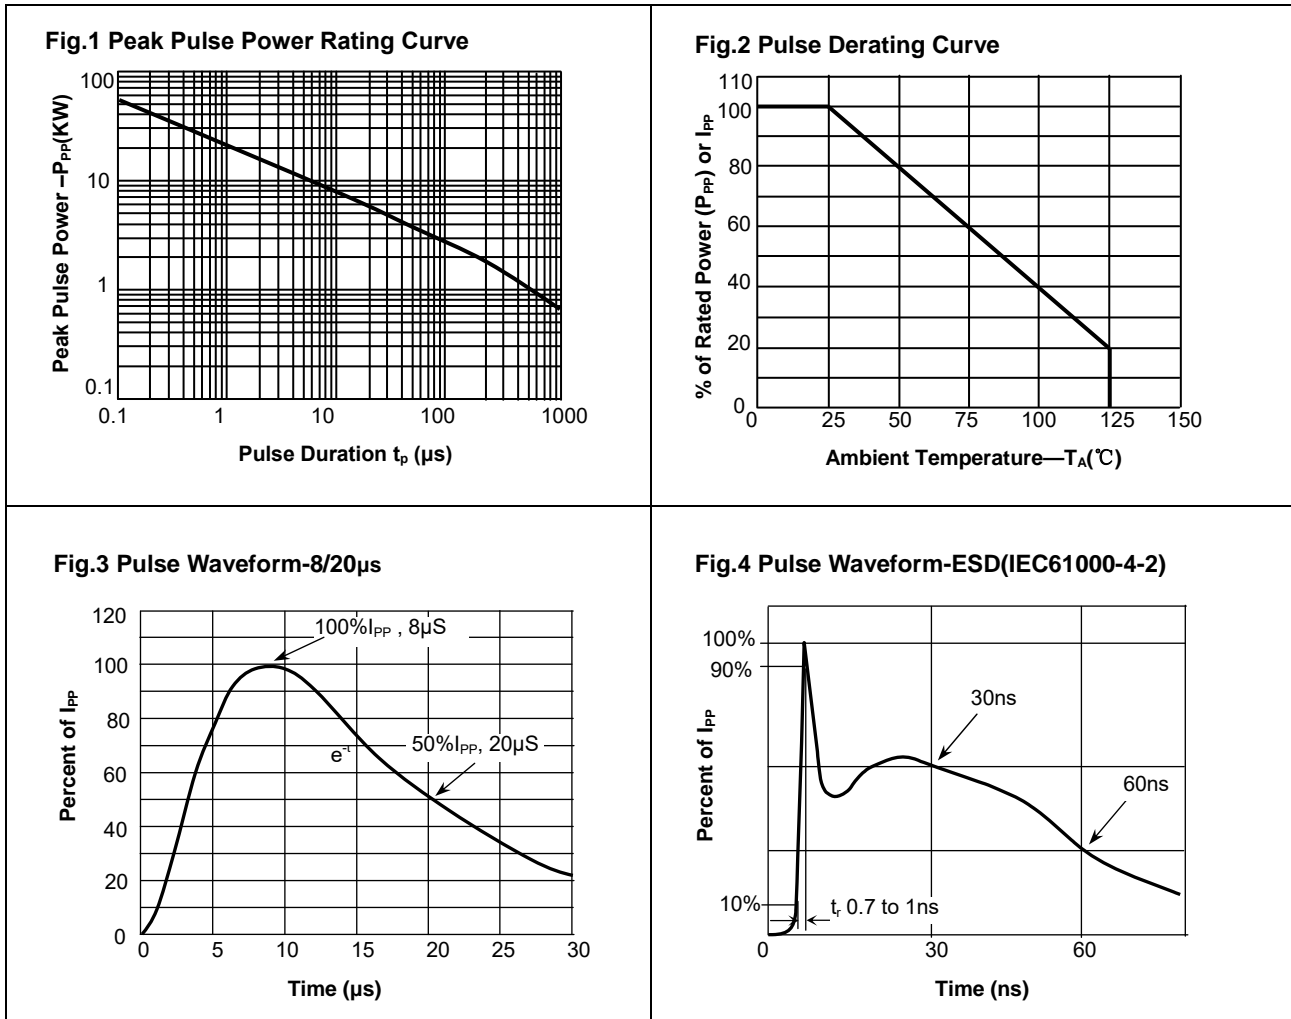 Fig.1 Peak Pulse Power Rating Curve
Peak Pulse Power –PPP(KW)
100
10
1
0.1
0.1 1 10 100 1000
Pulse Duration tp (µs)
Fig.2 Pulse Derating Curve
% of Rated Power (PPP) or IPP
110
100
80
60
40
20
0
0 25 50 75 100 125 150
Ambient Temperature—TA(℃)
Fig.3 Pulse Waveform-8/20µs
Percent of IPP
120
100
80
60
40
20
0
100%IPP , 8µS
e-t
50%IPP, 20µS
0 5 10 15 20 25 30
Time (µs)
Fig.4 Pulse Waveform-ESD(IEC61000-4-2)
Percent of IPP
100%
90%
10%
30ns
60ns
tr 0.7 to 1ns
0 30 60
Time (ns)